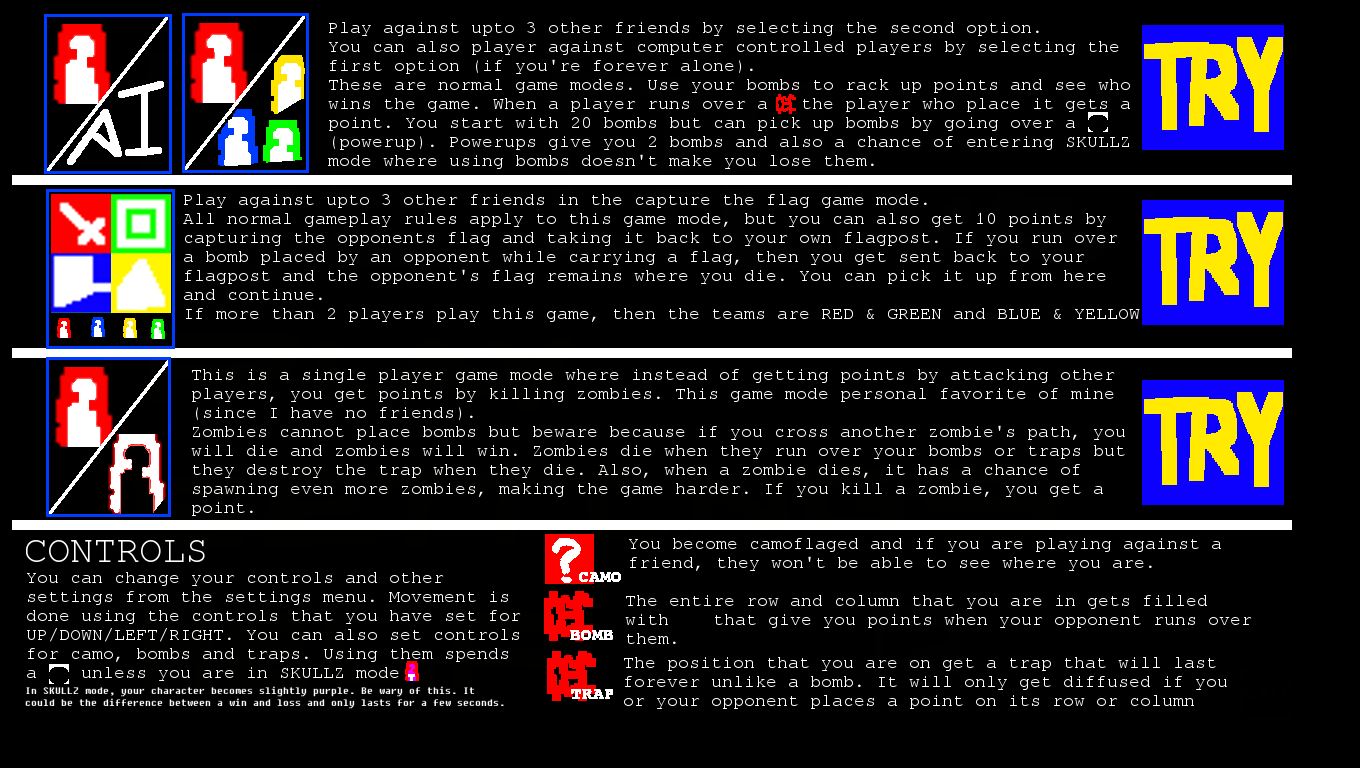 AI
Play against upto 3 other friends by selecting the second option.
You can also player against computer controlled players by selecting the
first option (if you're forever alone).
These are normal game modes. Use your bombs to rack up points and see who
wins the game. When a player runs over a the player who place it gets a
point. You start with 20 bombs but can pick up bombs by going over a
(powerup). Powerups give you 2 bombs and also a chance of entering SKULLZ
mode where using bombs doesn't make you lose them.
TRY
Play against upto 3 other friends in the capture the flag game mode.
All normal gameplay rules apply to this game mode, but you can also get 10 points by
capturing the opponents flag and taking it back to your own flagpost. If you run over
a bomb placed by an opponent while carrying a flag, then you get sent back to your
flagpost and the opponent's flag remains where you die. You can pick it up from here
and continue.
If more than 2 players play this game, then the teams are RED & GREEN and BLUE & YELLOW
TRY
This is a single player game mode where instead of getting points by attacking other
players, you get points by killing zombies. This game mode personal favorite of mine
(since I have no friends).
Zombies cannot place bombs but beware because if you cross another zombie's path, you
will die and zombies will win. Zombies die when they run over your bombs or traps but
they destroy the trap when they die. Also, when a zombie dies, it has a chance of
spawning even more zombies, making the game harder. If you kill a zombie, you get a
point.
TRY
CONTROLS
You can change your controls and other
settings from the settings menu. Movement is
done using the controls that you have set for
UP/DOWN/LEFT/RIGHT. You can also set controls
for camo, bombs and traps. Using them spends
a unless you are in SKULLZ mode
In SKULLZ mode, your character becomes slightly purple. Be wary of this. It
could be the difference between a win and loss and only lasts for a few seconds.
? CAMO
You become camoflaged and if you are playing against a
friend, they won't be able to see where you are.
BOMB
The entire row and column that you are in gets filled
with that give you points when your opponent runs over
them.
TRAP
The position that you are on get a trap that will last
forever unlike a bomb. It will only get diffused if you
or your opponent places a point on its row or column